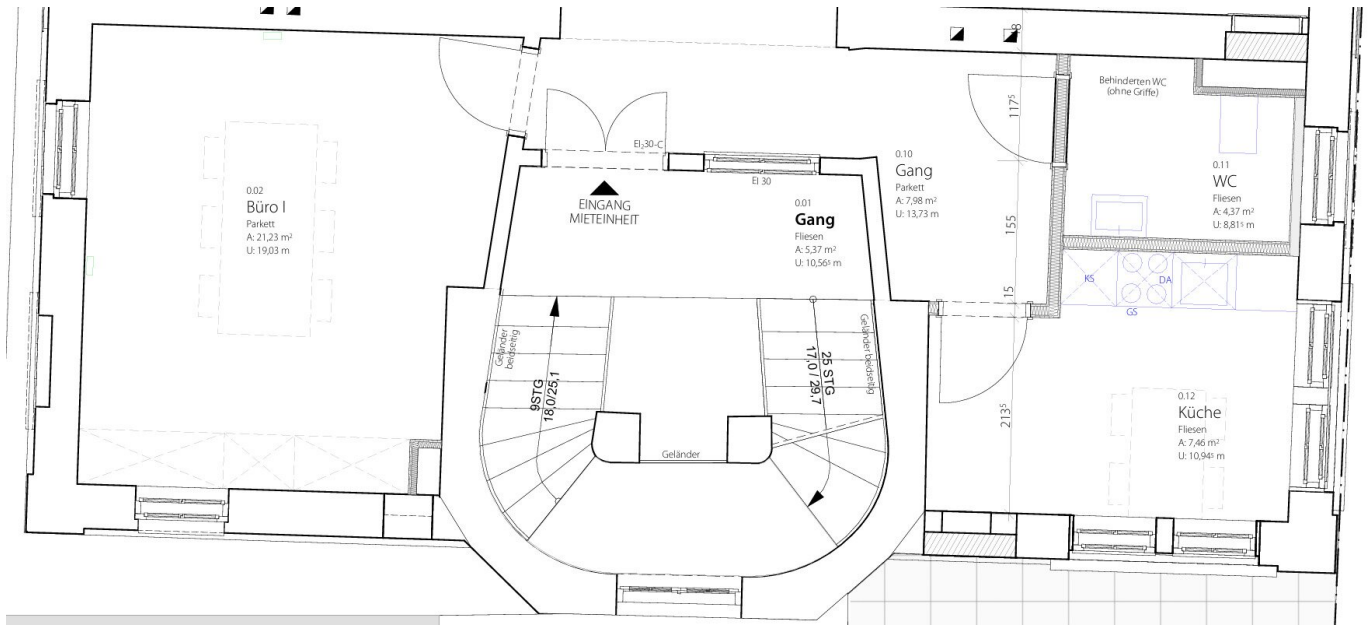 0.02
Büro I
Parkett
A: 21,23 m²
U: 19,03 m
EI₂30-C
EINGANG
MIETEINHEIT
EI 30
0.01
Gang
Fliesen
A: 5,37 m²
U: 10,56⁵ m
0.10
Gang
Parkett
A: 7,98 m²
U: 13,73 m
117⁵
155
15
213⁵
Behinderten WC
(ohne Griffe)
0.11
WC
Fliesen
A: 4,37 m²
U: 8,81⁵ m
KS
DA
GS
0.12
Küche
Fliesen
A: 7,46 m²
U: 10,94⁵ m
Geländer
beidseitig
9STG
18,0/25,1
25 STG
17,0 / 29,7
Geländer beidseitig
Geländer